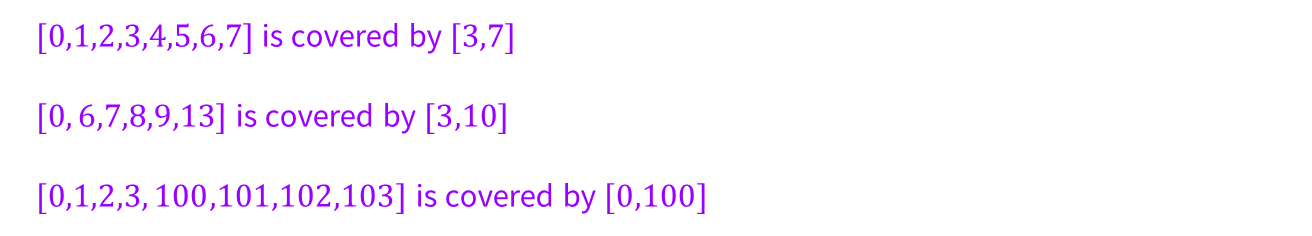 [0,1,2,3,4,5,6,7] is covered by [3,7]
[0, 6,7,8,9,13] is covered by [3,10]
[0,1,2,3, 100,101,102,103] is covered by [0,100]